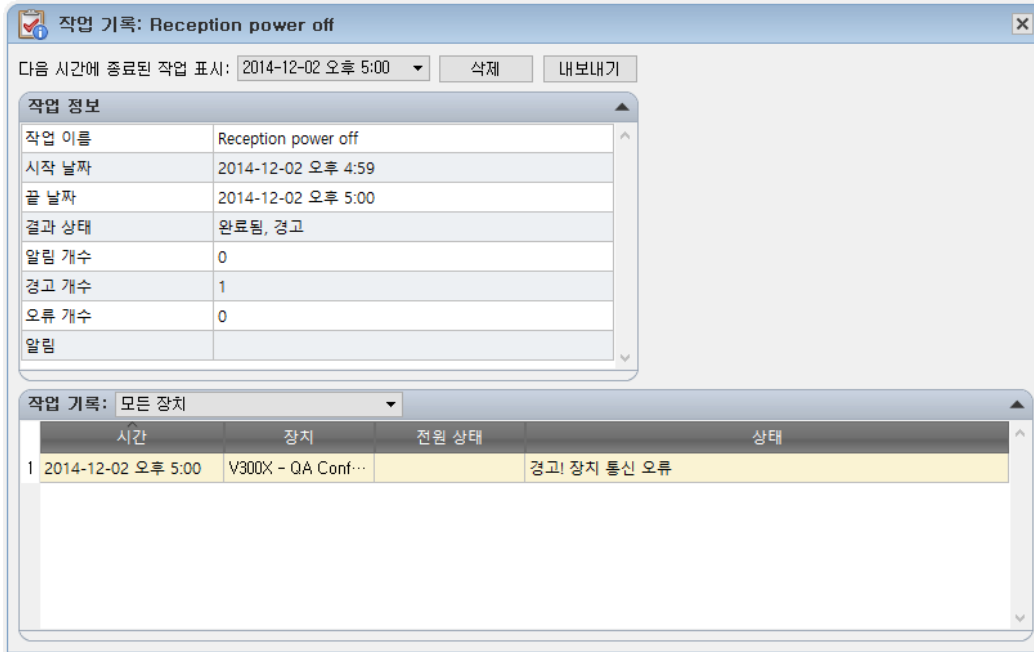 작업 기록: Reception power off
다음 시간에 종료된 작업 표시: 2014-12-02 오후 5:00 삭제 내보내기
작업 정보
작업 이름 Reception power off
시작 날짜 2014-12-02 오후 4:59
끝 날짜 2014-12-02 오후 5:00
결과 상태 완료됨, 경고
알림 개수 0
경고 개수 1
오류 개수 0
알림
작업 기록: 모든 장치
시간 장치 전원 상태 상태
1 2014-12-02 오후 5:00 V300X - QA Conf... 경고! 장치 통신 오류